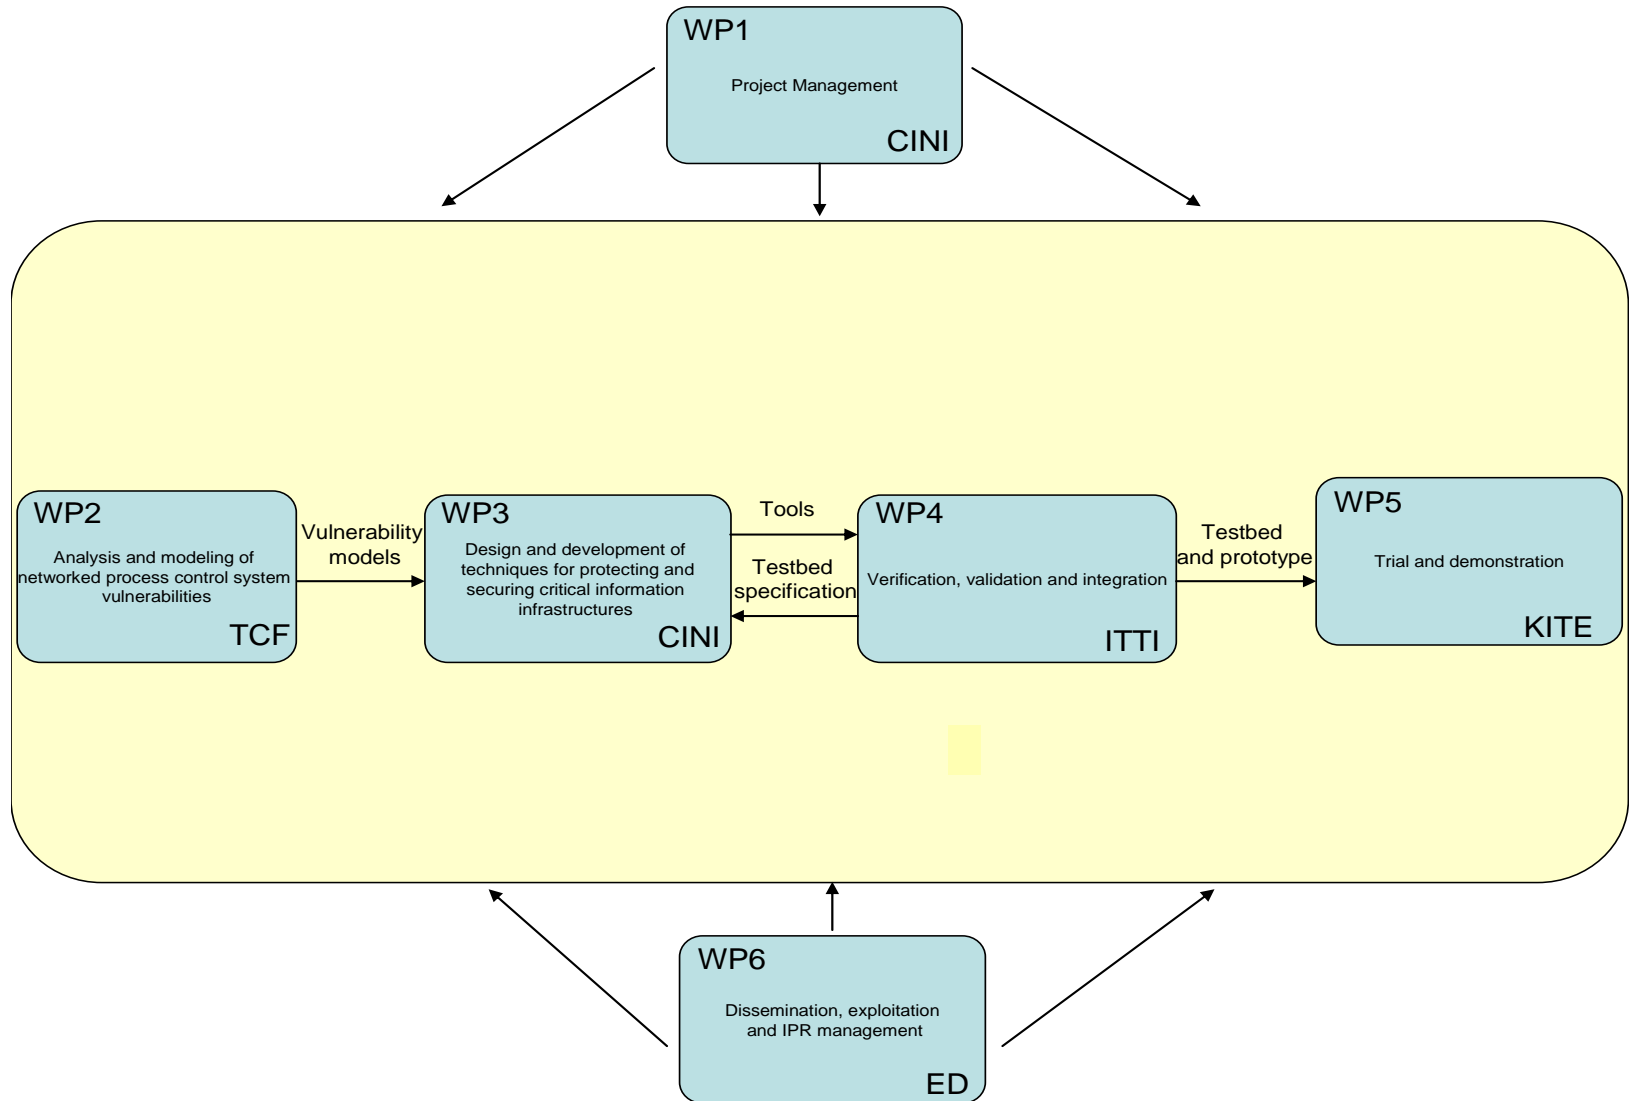 WP1
Project Management
CINI
WP2
Analysis and modeling of
networked process control system
vulnerabilities
TCF
Vulnerability
models
WP3
Design and development of
techniques for protecting and
securing critical information
infrastructures
CINI
Tools
Testbed
specification
WP4
Verification, validation and integration
ITTI
Testbed
and prototype
WP5
Trial and demonstration
KITE
WP6
Dissemination, exploitation
and IPR management
ED